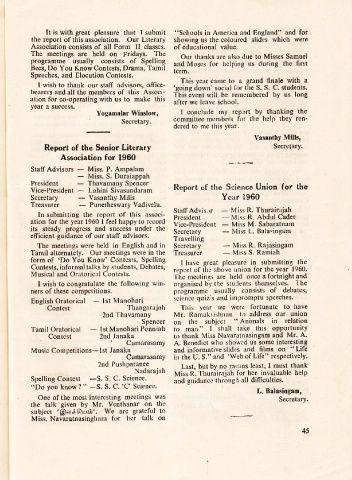 It is with great pleasure that I submit
the report of this association. Our Literary
Association consists of all Form II classes.
The meetings are held on Fridays. The
programme usually consists of Spelling
Bees, Do You Know Contests, Drama, Tamil
Speeches, and Elocution Contests.
I wish to thank our staff advisors, office-
bearers and all the members of this Associ-
ation for co-operating with us to make this
year a success.
Yogamalar Winslow,
Secretary.
Report of the Senior Literary
Association for 1960
Staff Advisors — Miss. P. Ampalam
— Miss. S. Duraiappah
President — Thavamany Spencer
Vice-President — Lohini Sivasundaram
Secretary — Vasanthy Mills
Treasurer — Puneheswary Vadivelu.
In submitting the report of this associ-
ation for the year 1960 I feel happy to record
its steady progress and success under the
efficient guidance of our staff advisors.
The meetings were held in English and in
Tamil alternately. Our meetings were in the
form of "Do You Know" Contests, Spelling
Contests, informal talks by students, Debates,
Musical and Oratorical Contests.
I wish to congratulate the following win-
ners of these competitions.
English Oratorical — 1st Manohari
Contest Thangarajah
2nd Thavamany
Spencer
Tamil Oratorical — 1st Manohari Ponniah
Contest 2nd Janaka
Cumarasamy
Music Competitions—1st Janaka
Cumarasamy
2nd Pushparanee
Nadarajah
Spelling Contest —S. S. C. Science.
"Do you know?" —S. S. C. 'C' Science.
One of the most interesting meetings was
the talk given by Mr. Venthanar on the
subject "இலக்கியம்". We are grateful to
Miss. Navaratnasingham for her talk on
"Schools in America and England" and for
showing us the coloured slides which were
of educational value.
Our thanks are also due to Misses Samuel
and Moses for helping us during the first
term.
This year came to a grand finale with a
'going down' social for the S. S. C. students.
This event will be remembered by us long
after we leave school.
I conclude my report by thanking the
committee members for the help they ren-
dered to me this year.
Vasanthy Mills,
Secretary.
Report of the Science Union for the
Year 1960
Staff Advisor — Miss R. Thurairajah
President — Miss R. Abdul Cader
Vice-President — Miss M. Sabaratnam
Secretary — Miss L. Balasingam
Travelling
Secretary — Miss R. Rajasingam
Treasurer — Miss S. Ramiah
I have great pleasure in submitting the
report of the above union for the year 1960.
The meetings are held once a fortnight and
organised by the students themselves. The
programme usually consists of debates,
science quiz's and impromptu speeches.
This year we were fortunate to have
Mr. Ramakrishnan to address our union
on the subject "Animals in relation
to man" I shall take this opportunity
to thank Miss Navaratnasingam and Mr. A.
A. Benedict who showed us some interesting
and informative slides and films on "Life
in the U. S." and "Web of Life" respectively.
Last, but by no means least, I must thank
Miss R. Thurairajah for her invaluable help
and guidance through all difficulties.
L. Balasingam,
Secretary.
45